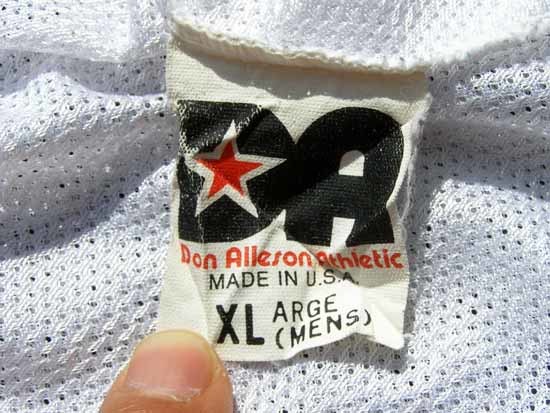 DA
Don Alleson Athletic
MADE IN U.S.A.
XL ARGE
(MENS)